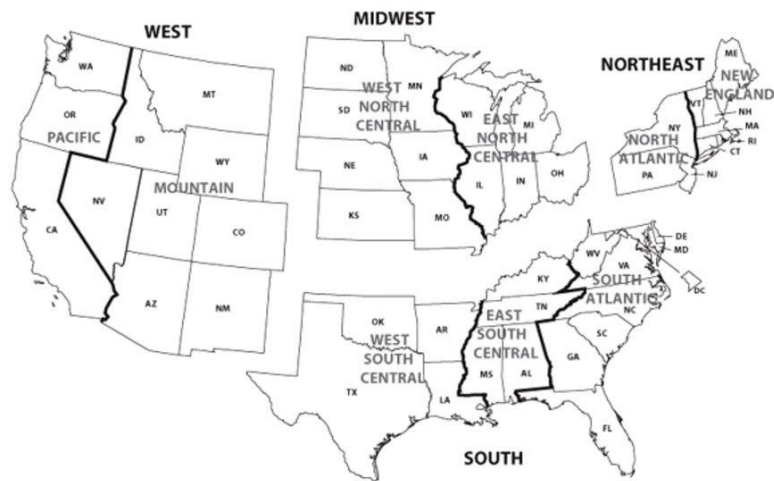 WEST
MIDWEST
NORTHEAST
SOUTH
PACIFIC
MOUNTAIN
WEST
NORTH
CENTRAL
EAST
NORTH
CENTRAL
NEW
ENGLAND
NORTH
ATLANTIC
WEST
SOUTH
CENTRAL
EAST
SOUTH
CENTRAL
SOUTH
ATLANTIC
WA
OR
CA
NV
ID
MT
WY
UT
CO
AZ
NM
ND
SD
NE
KS
MN
IA
MO
WI
IL
MI
IN
OH
ME
VT
NH
MA
RI
CT
NY
PA
NJ
OK
TX
AR
LA
KY
TN
MS
AL
WV
VA
DE
MD
DC
NC
SC
GA
FL